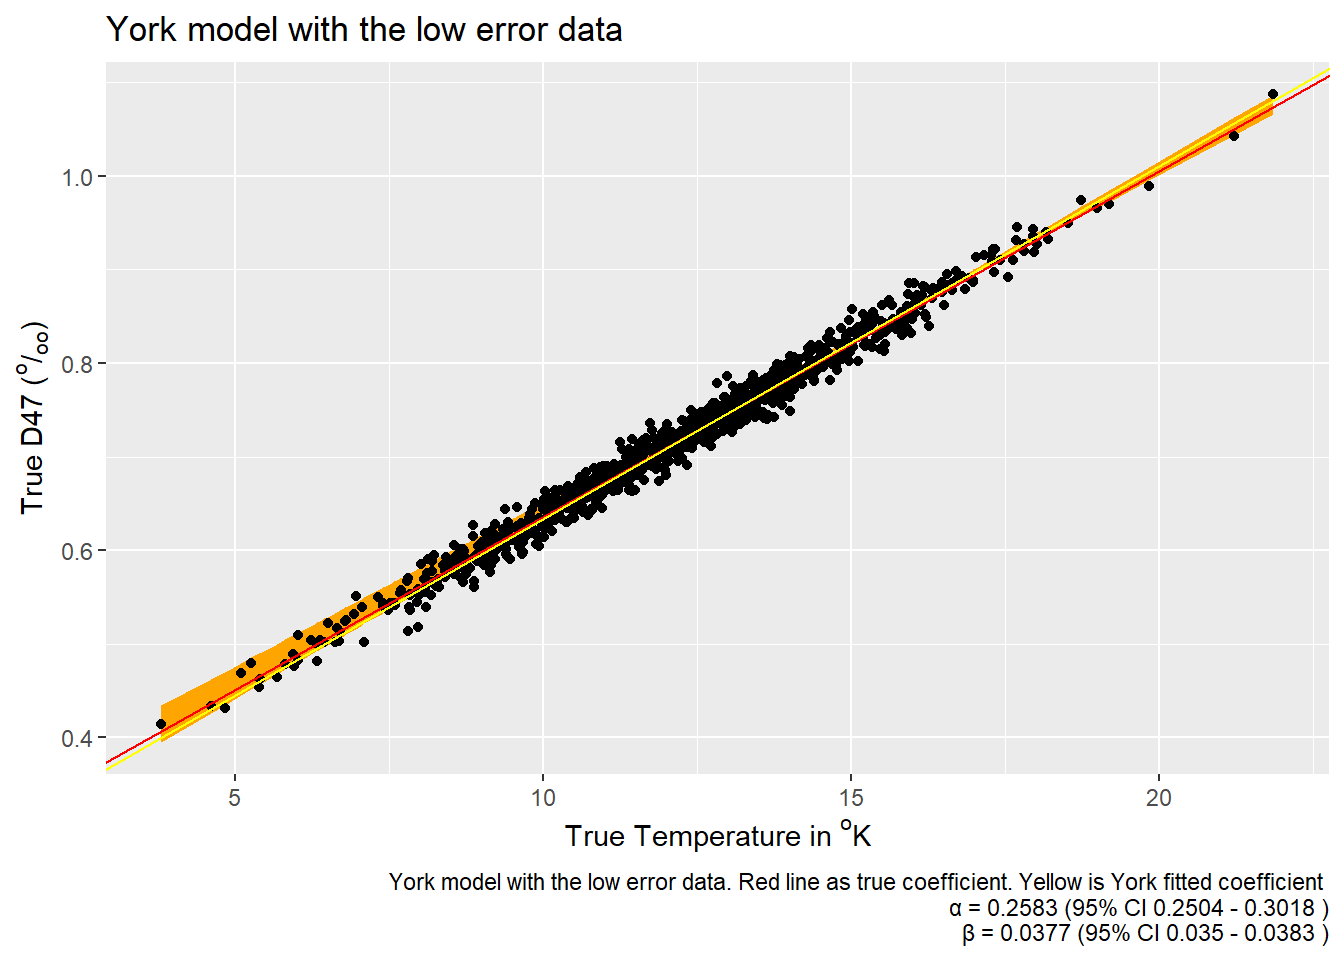 York model with the low error data
True D47 (o/oo)
1.0
0.8
0.6
0.4
5 10 15 20
True Temperature in oK
York model with the low error data. Red line as true coefficient. Yellow is York fitted coefficient
α = 0.2583 (95% CI 0.2504 - 0.3018 )
β = 0.0377 (95% CI 0.035 - 0.0383 )